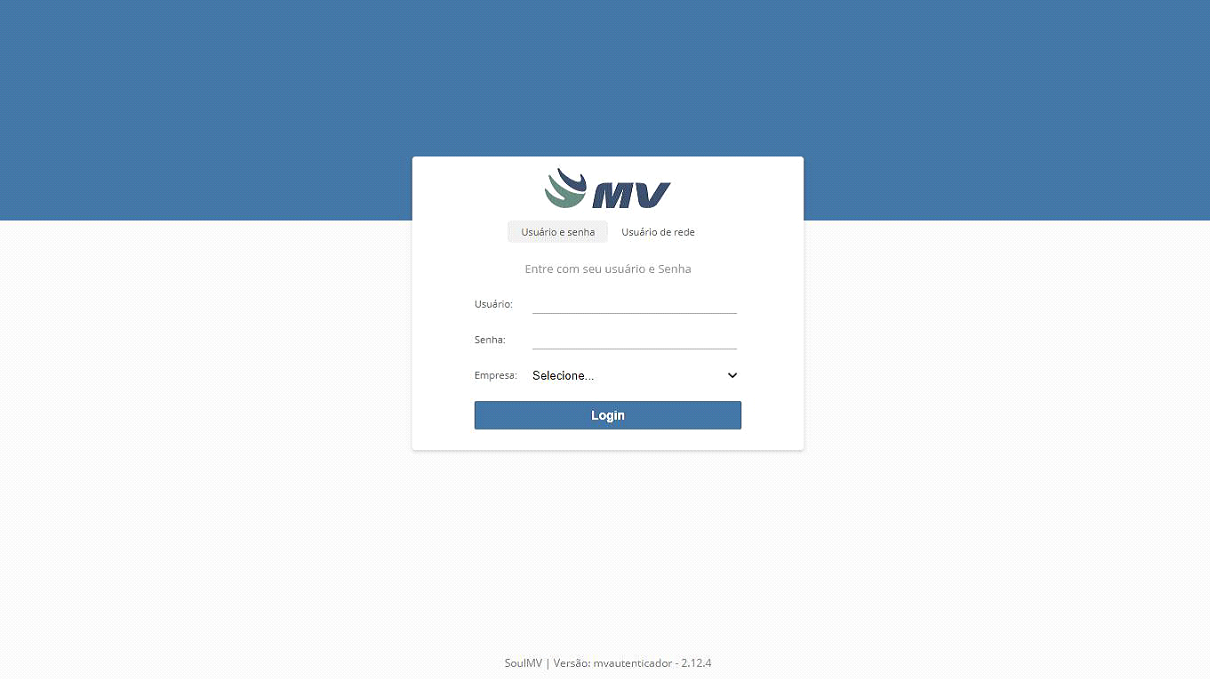 MV
Usuário e senha Usuário de rede
Entre com seu usuário e Senha
Usuário:
Senha:
Empresa: Selecione...
Login
SoulMV | Versão: mvautenticador - 2.12.4